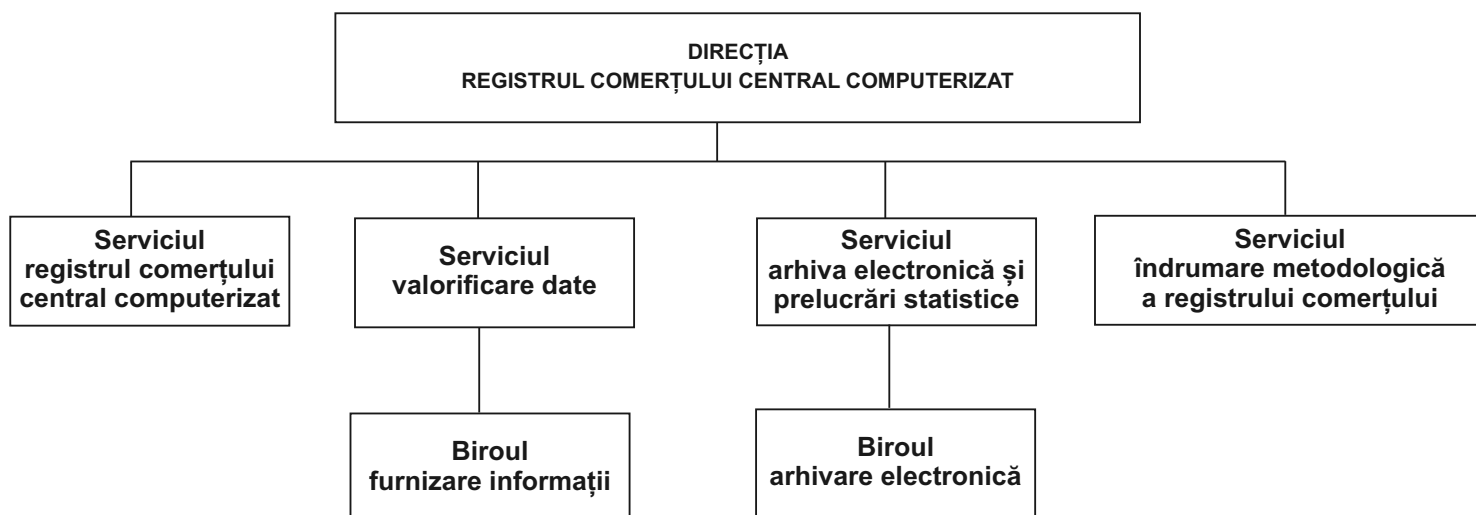 DIRECȚIA
REGISTRUL COMERȚULUI CENTRAL COMPUTERIZAT
Serviciul
registrul comerțului
central computerizat
Serviciul
valorificare date
Serviciul
arhiva electronică și
prelucrări statistice
Serviciul
îndrumare metodologică
a registrului comerțului
Biroul
furnizare informații
Biroul
arhivare electronică